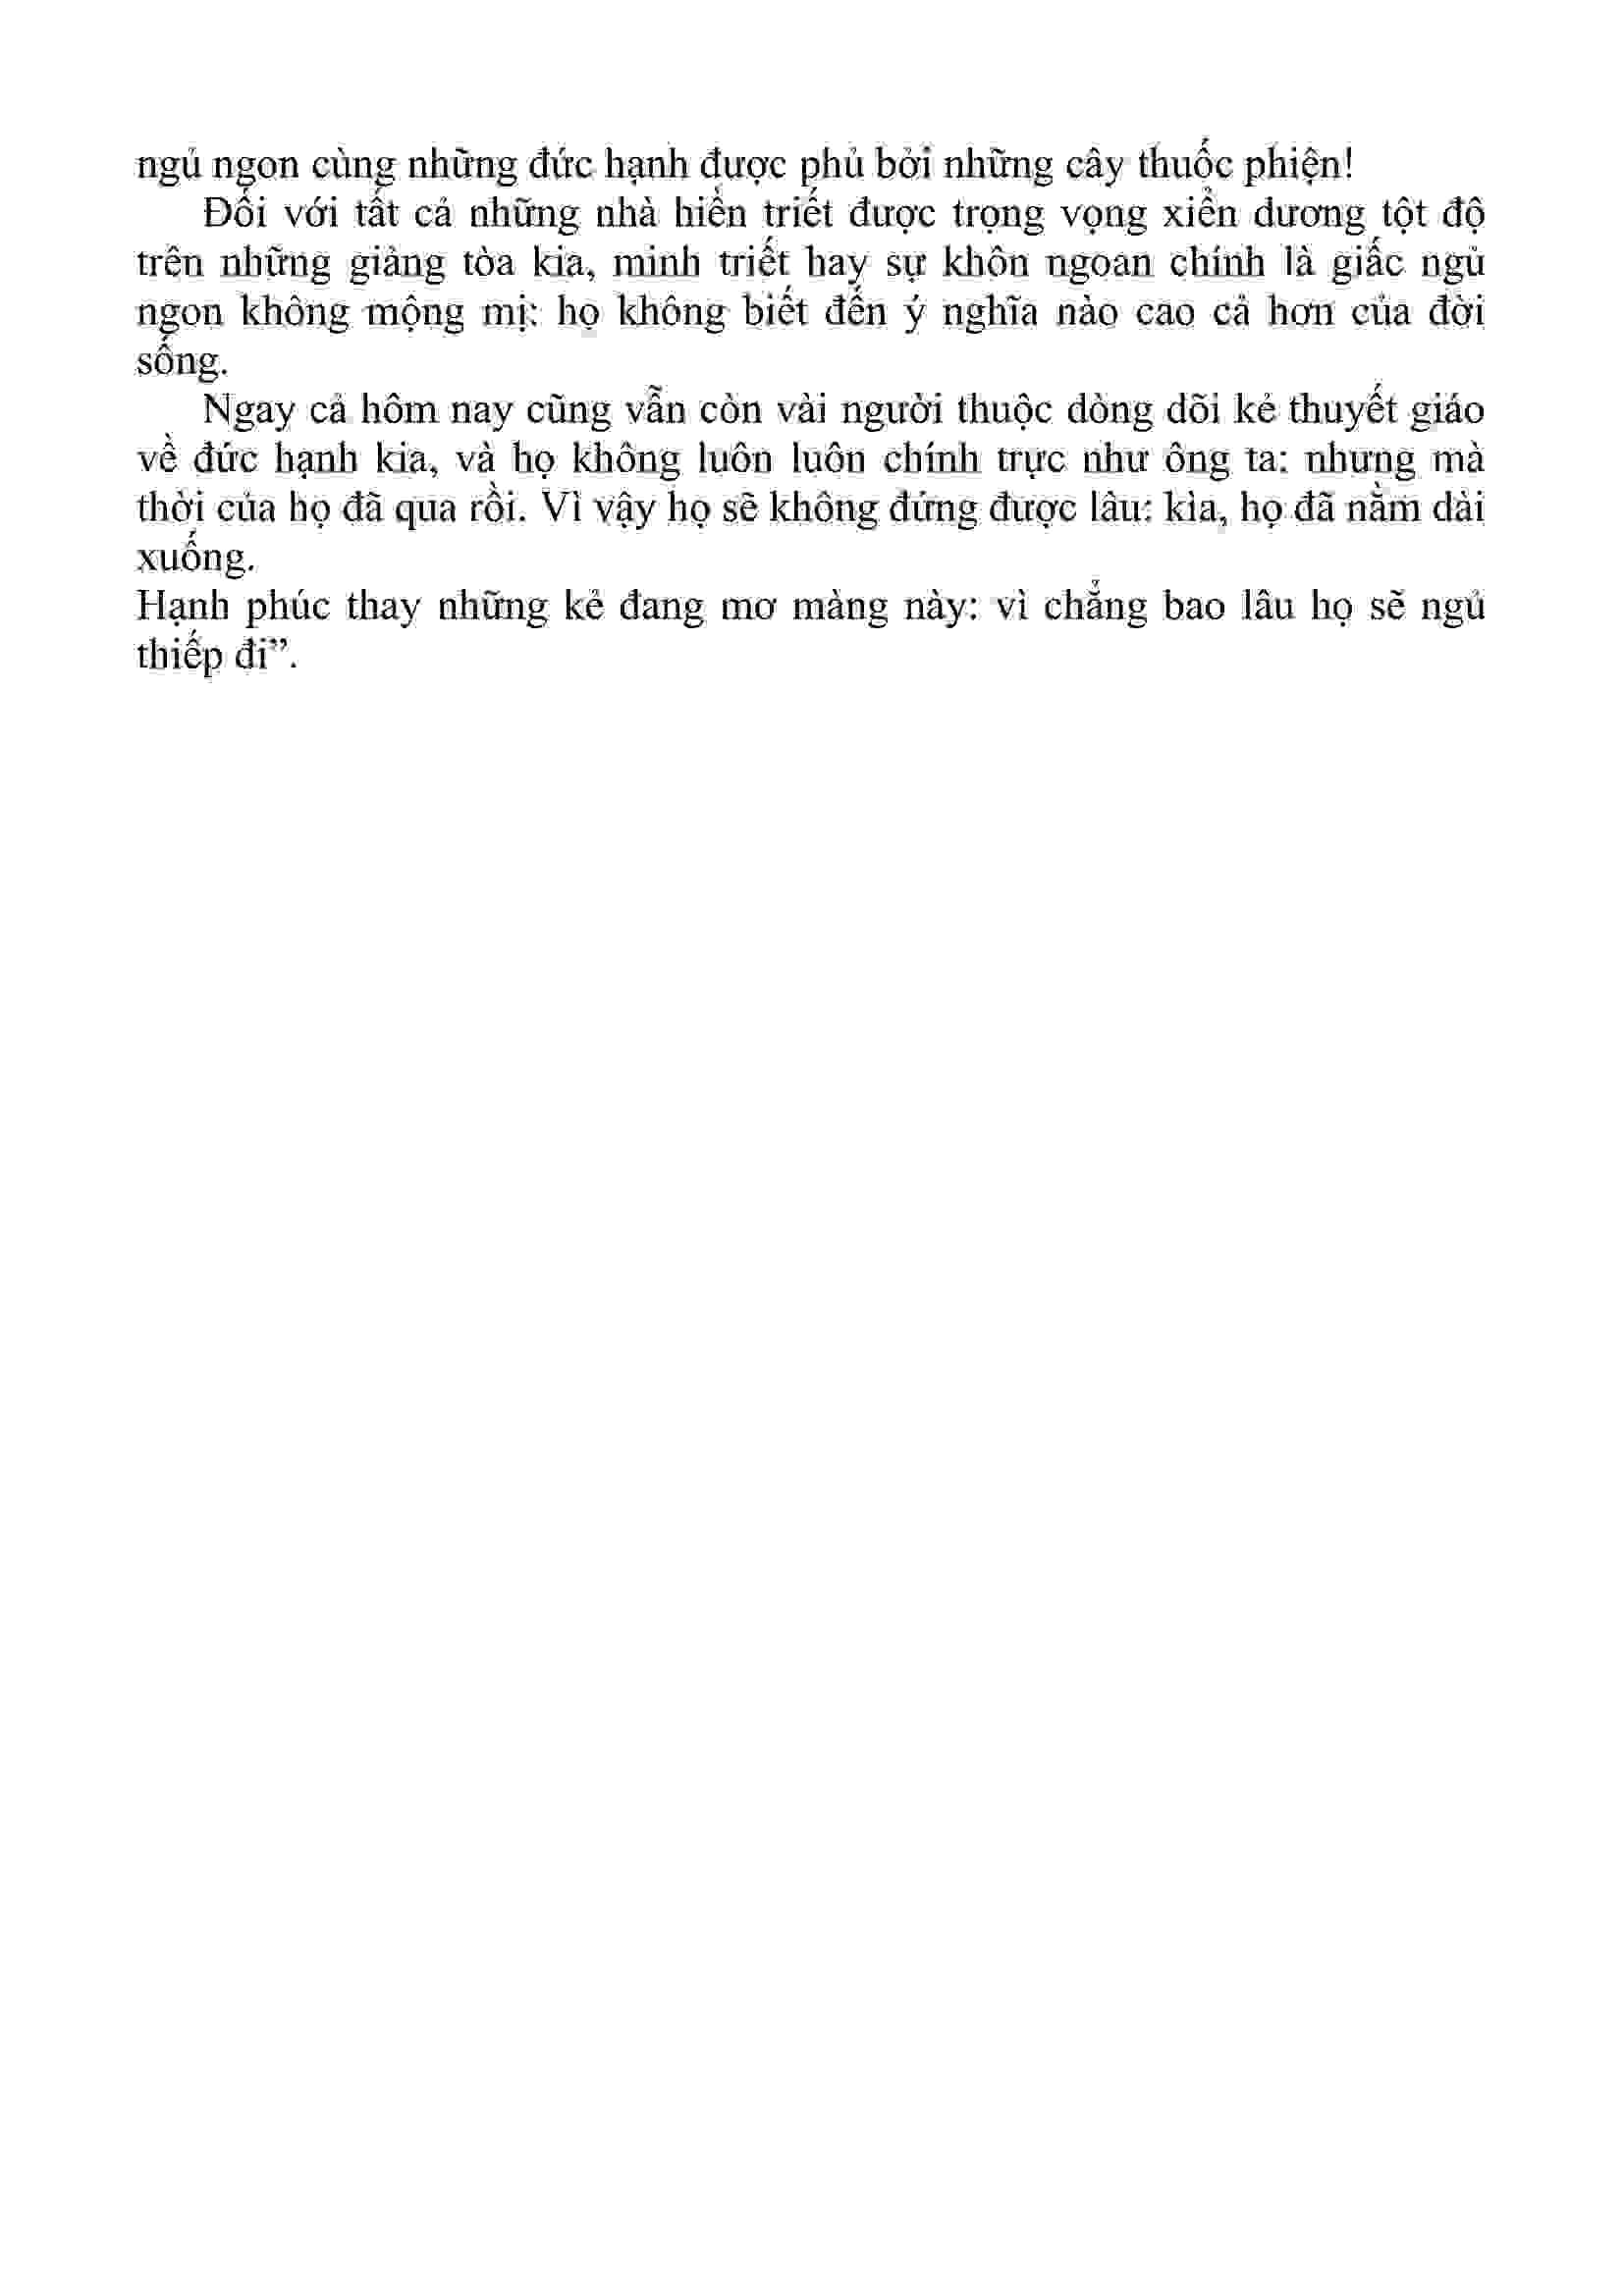 ngủ ngon cùng những đức hạnh được phủ bởi những cây thuốc phiện!
Đối với tất cả những nhà hiền triết được trọng vọng xiển dương tột độ
trên những giảng tòa kia, minh triết hay sự khôn ngoan chính là giấc ngủ
ngon không mộng mị: họ không biết đến ý nghĩa nào cao cả hơn của đời
sống.
Ngay cả hôm nay cũng vẫn còn vài người thuộc dòng dõi kẻ thuyết giáo
về đức hạnh kia, và họ không luôn luôn chính trực như ông ta: nhưng mà
thời của họ đã qua rồi. Vì vậy họ sẽ không đứng được lâu: kìa, họ đã nằm dài
xuống.
Hạnh phúc thay những kẻ đang mơ màng này: vì chẳng bao lâu họ sẽ ngủ
thiếp đi”.